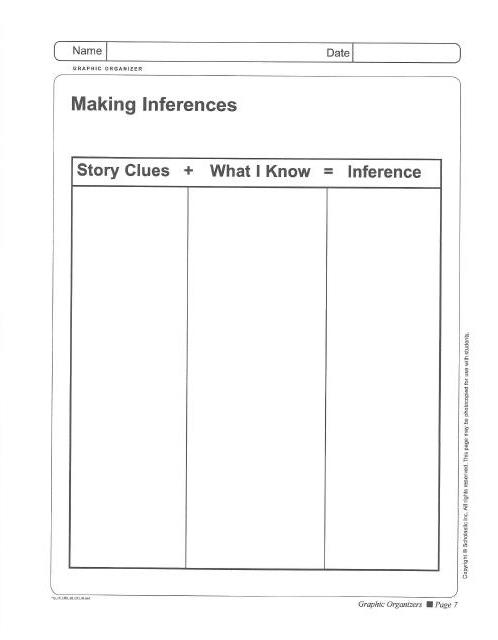 Name
Date
GRAPHIC ORGANIZER
Making Inferences
Story Clues + What I Know = Inference
Copyright © Scholastic Inc. All rights reserved. This page may be photocopied for use with students.
Graphic Organizers ■ Page 7